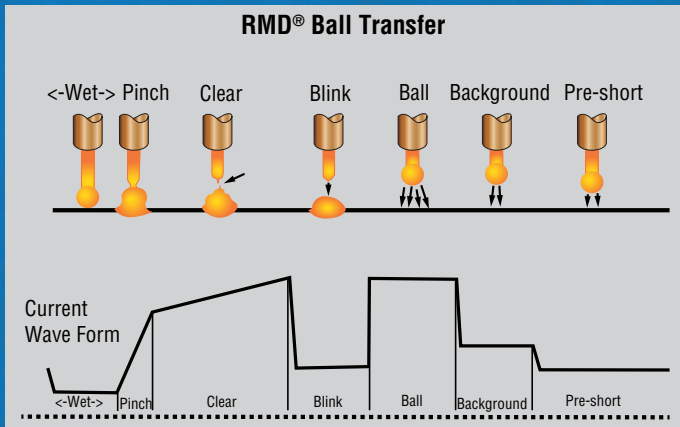 RMD® Ball Transfer
<-Wet-> Pinch Clear Blink Ball Background Pre-short
Current
Wave Form
<-Wet-> Pinch Clear Blink Ball Background Pre-short